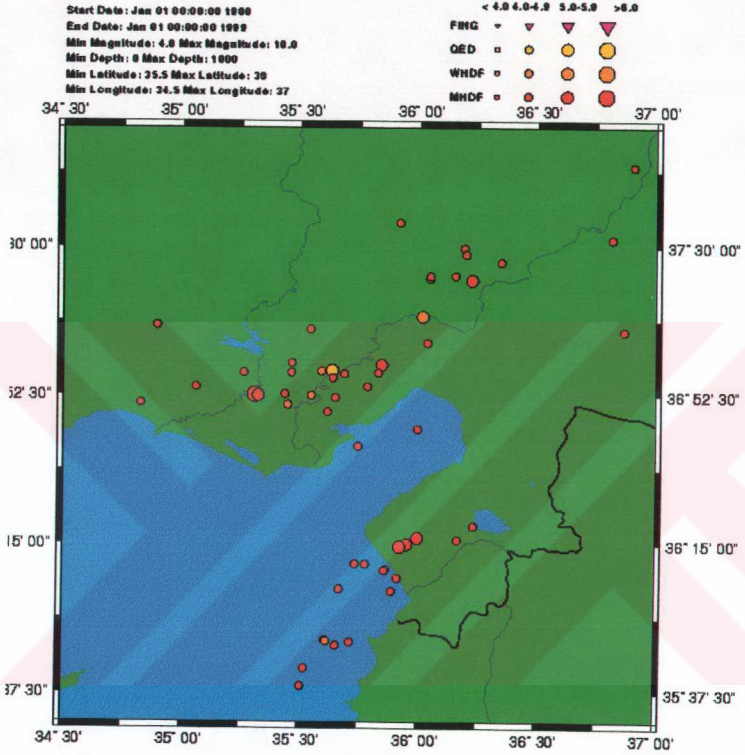 Start Date: Jan 01 00:00:00 1980
End Date: Jan 01 00:00:00 1999
Min Magnitude: 4.0 Max Magnitude: 10.0
Min Depth: 0 Max Depth: 1000
Min Latitude: 35.5 Max Latitude: 38
Min Longitude: 34.5 Max Longitude: 37
< 4.0 4.0-4.9 5.0-5.9 >6.0
FING
QED
WHDF
MHDF
34° 30' 35° 00' 35° 30' 36° 00' 36° 30' 37° 00'
30' 00" 37° 30' 00"
52' 30" 36° 52' 30"
15' 00" 36° 15' 00"
37' 30" 35° 37' 30"
34° 30' 35° 00' 35° 30' 36° 00' 36° 30' 37° 00'